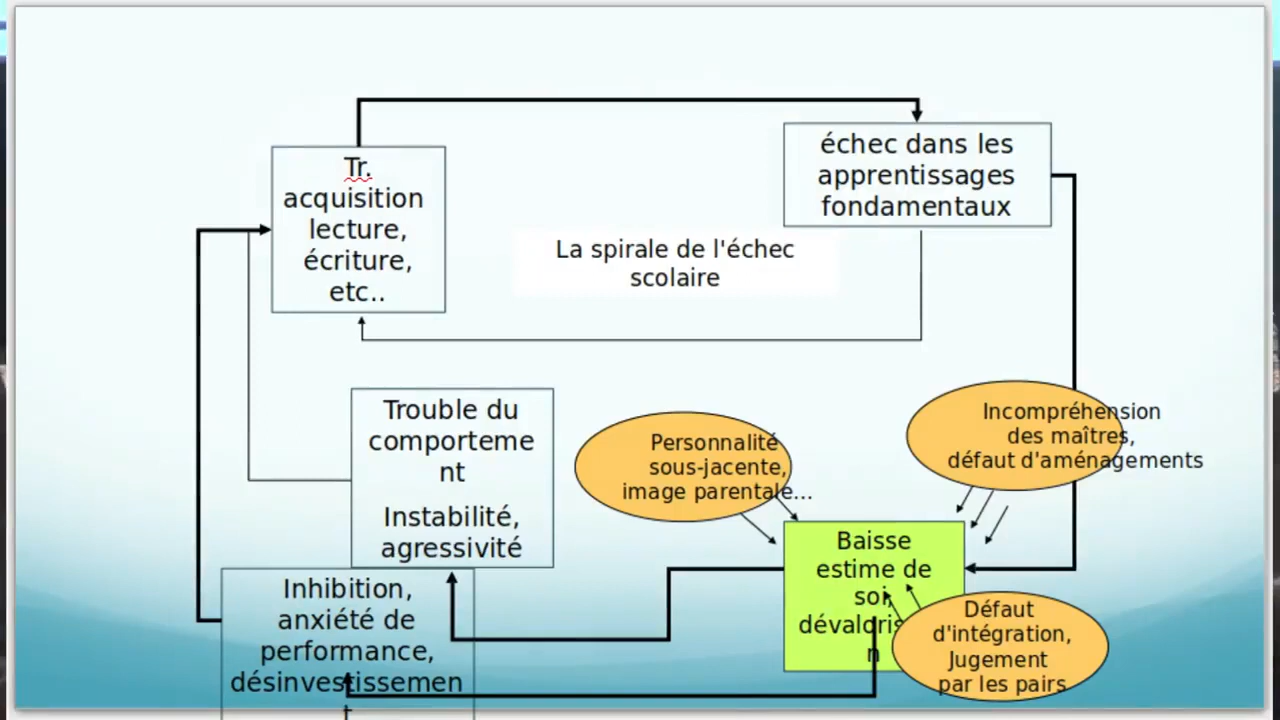 Tr.
acquisition
lecture,
écriture,
etc..
échec dans les
apprentissages
fondamentaux
La spirale de l'échec
scolaire
Trouble du
comporteme
nt
Instabilité,
agressivité
Personnalité
sous-jacente,
image parentale...
Incompréhension
des maîtres,
défaut d'aménagements
Baisse
estime de
soi,
dévaloris
n
Défaut
d'intégration,
Jugement
par les pairs
Inhibition,
anxiété de
performance,
désinvestissemen